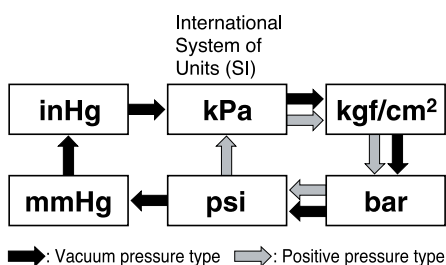 International
System of
Units (SI)
inHg
kPa
kgf/cm²
mmHg
psi
bar
: Vacuum pressure type
: Positive pressure type